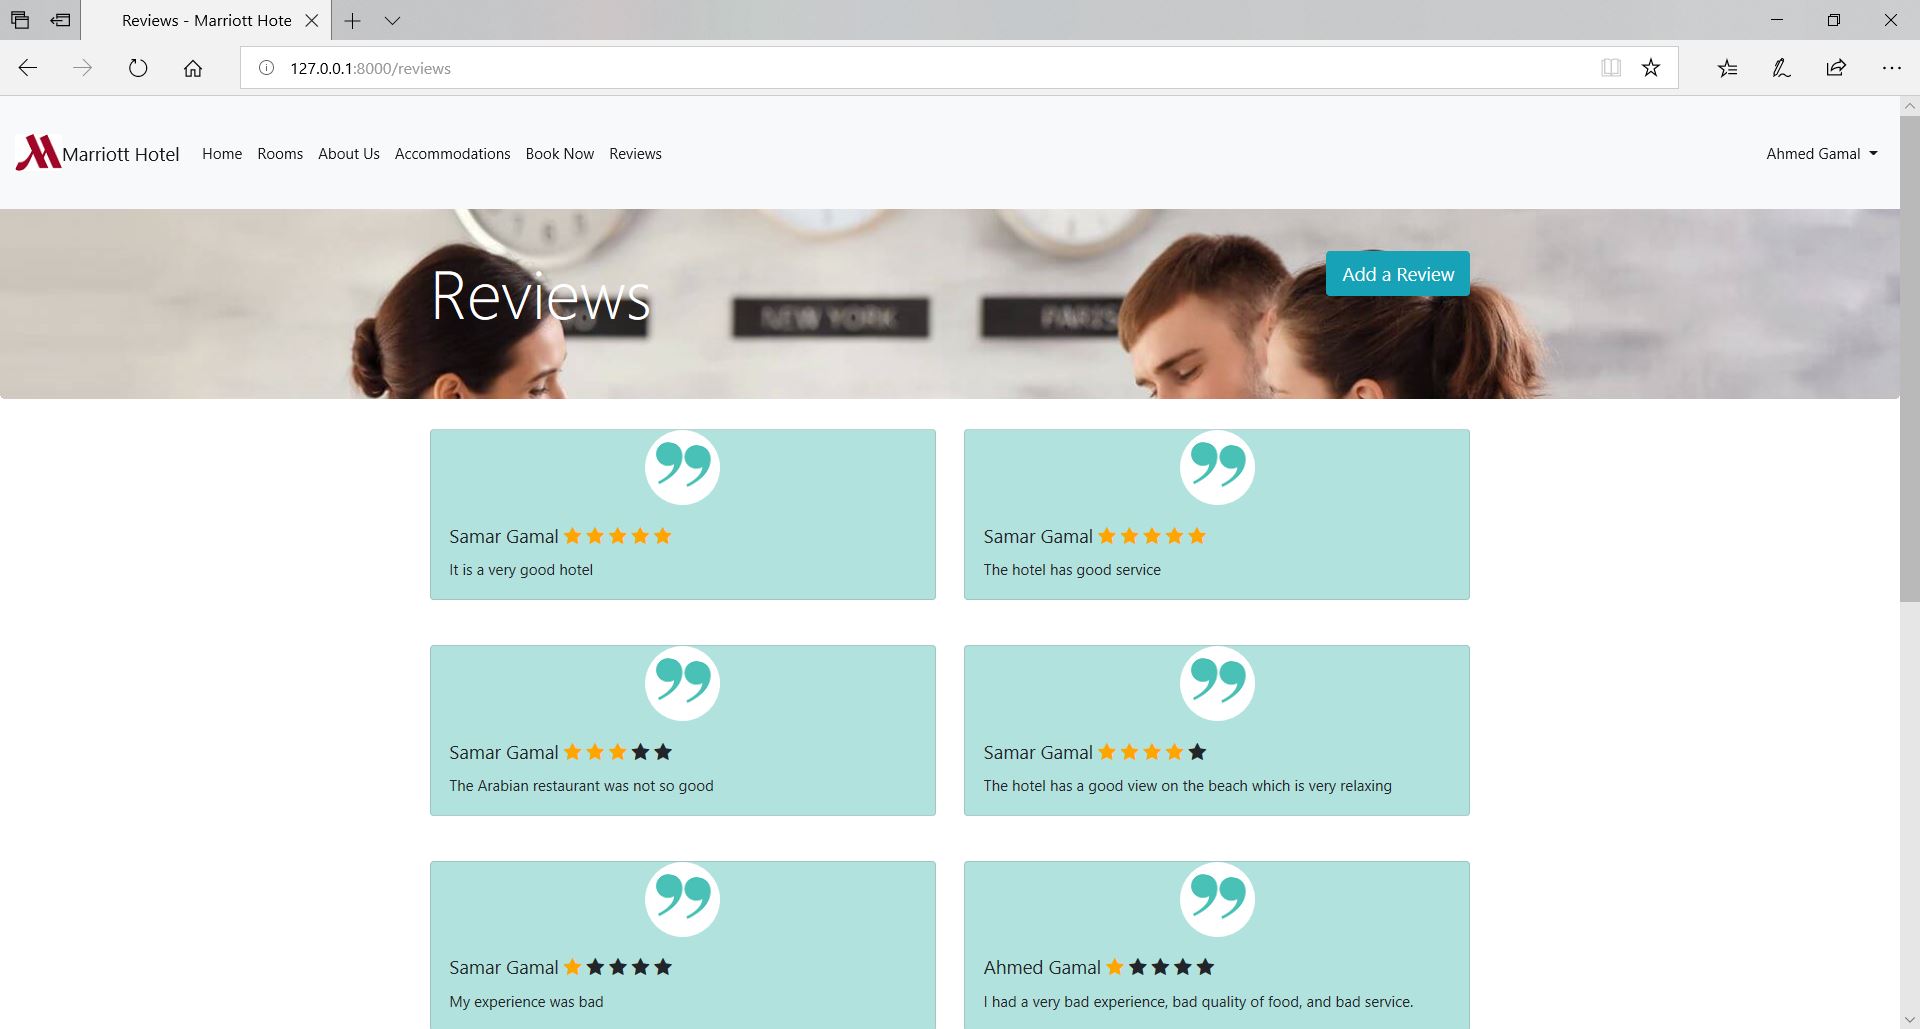 Reviews - Marriott Hote
127.0.0.1:8000/reviews
Marriott Hotel Home Rooms About Us Accommodations Book Now Reviews Ahmed Gamal
Reviews
Add a Review
NEW YORK
PARIS
Samar Gamal
It is a very good hotel
Samar Gamal
The hotel has good service
Samar Gamal
The Arabian restaurant was not so good
Samar Gamal
The hotel has a good view on the beach which is very relaxing
Samar Gamal
My experience was bad
Ahmed Gamal
I had a very bad experience, bad quality of food, and bad service.